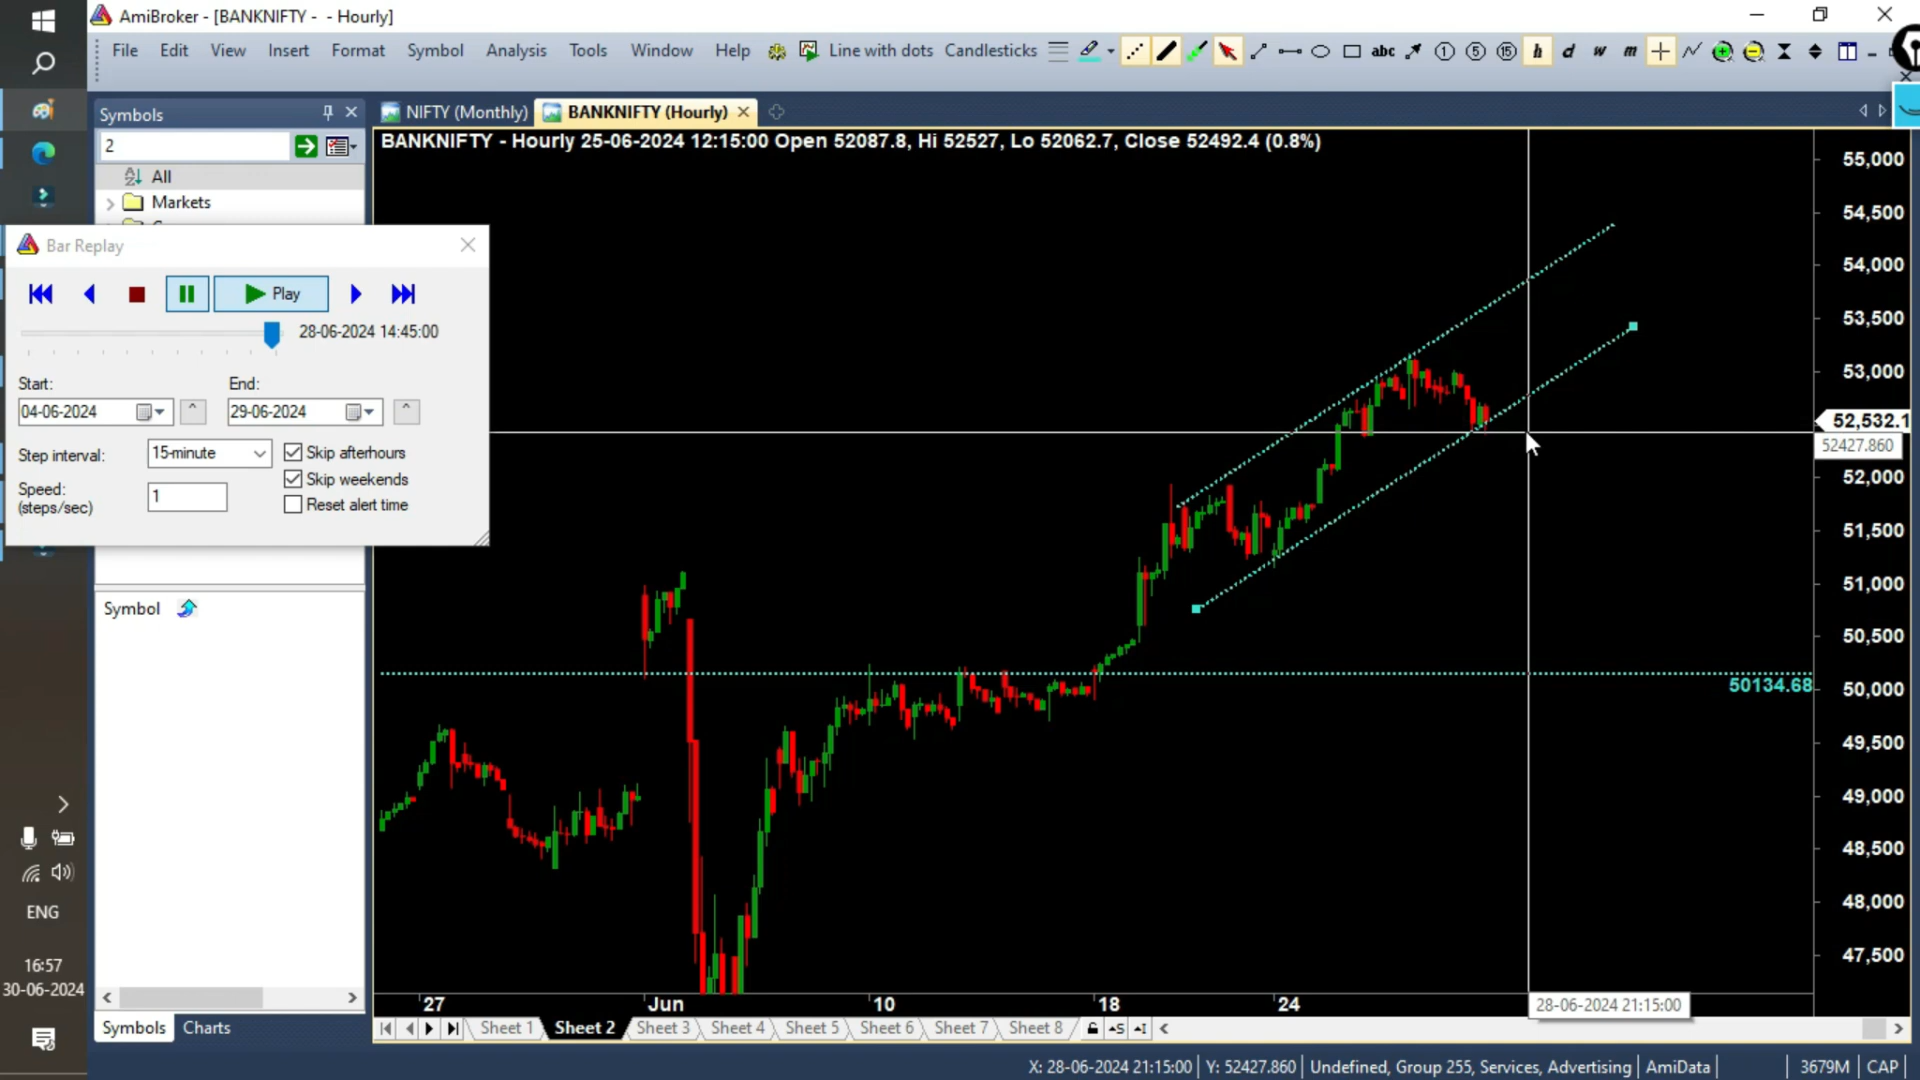 AmiBroker - [BANKNIFTY - - Hourly]
File Edit View Insert Format Symbol Analysis Tools Window Help Line with dots Candlesticks abc 1 5 15 h d w m
Symbols
NIFTY (Monthly) BANKNIFTY (Hourly)
2
BANKNIFTY - Hourly 25-06-2024 12:15:00 Open 52087.8, Hi 52527, Lo 52062.7, Close 52492.4 (0.8%)
All
Markets
Bar Replay
Play
28-06-2024 14:45:00
Start: End:
04-06-2024 29-06-2024
Step interval: 15-minute Skip afterhours
Skip weekends
Speed: 1
(steps/sec) Reset alert time
Symbol
55,000
54,500
54,000
53,500
53,000
52,532.1
52427.860
52,000
51,500
51,000
50,500
50134.68
50,000
49,500
49,000
48,500
48,000
47,500
27 Jun 10 18 24
28-06-2024 21:15:00
ENG
16:57
30-06-2024
Symbols Charts
Sheet 1 Sheet 2 Sheet 3 Sheet 4 Sheet 5 Sheet 6 Sheet 7 Sheet 8
X: 28-06-2024 21:15:00 Y: 52427.860 Undefined, Group 255, Services, Advertising AmiData 3679M CAP